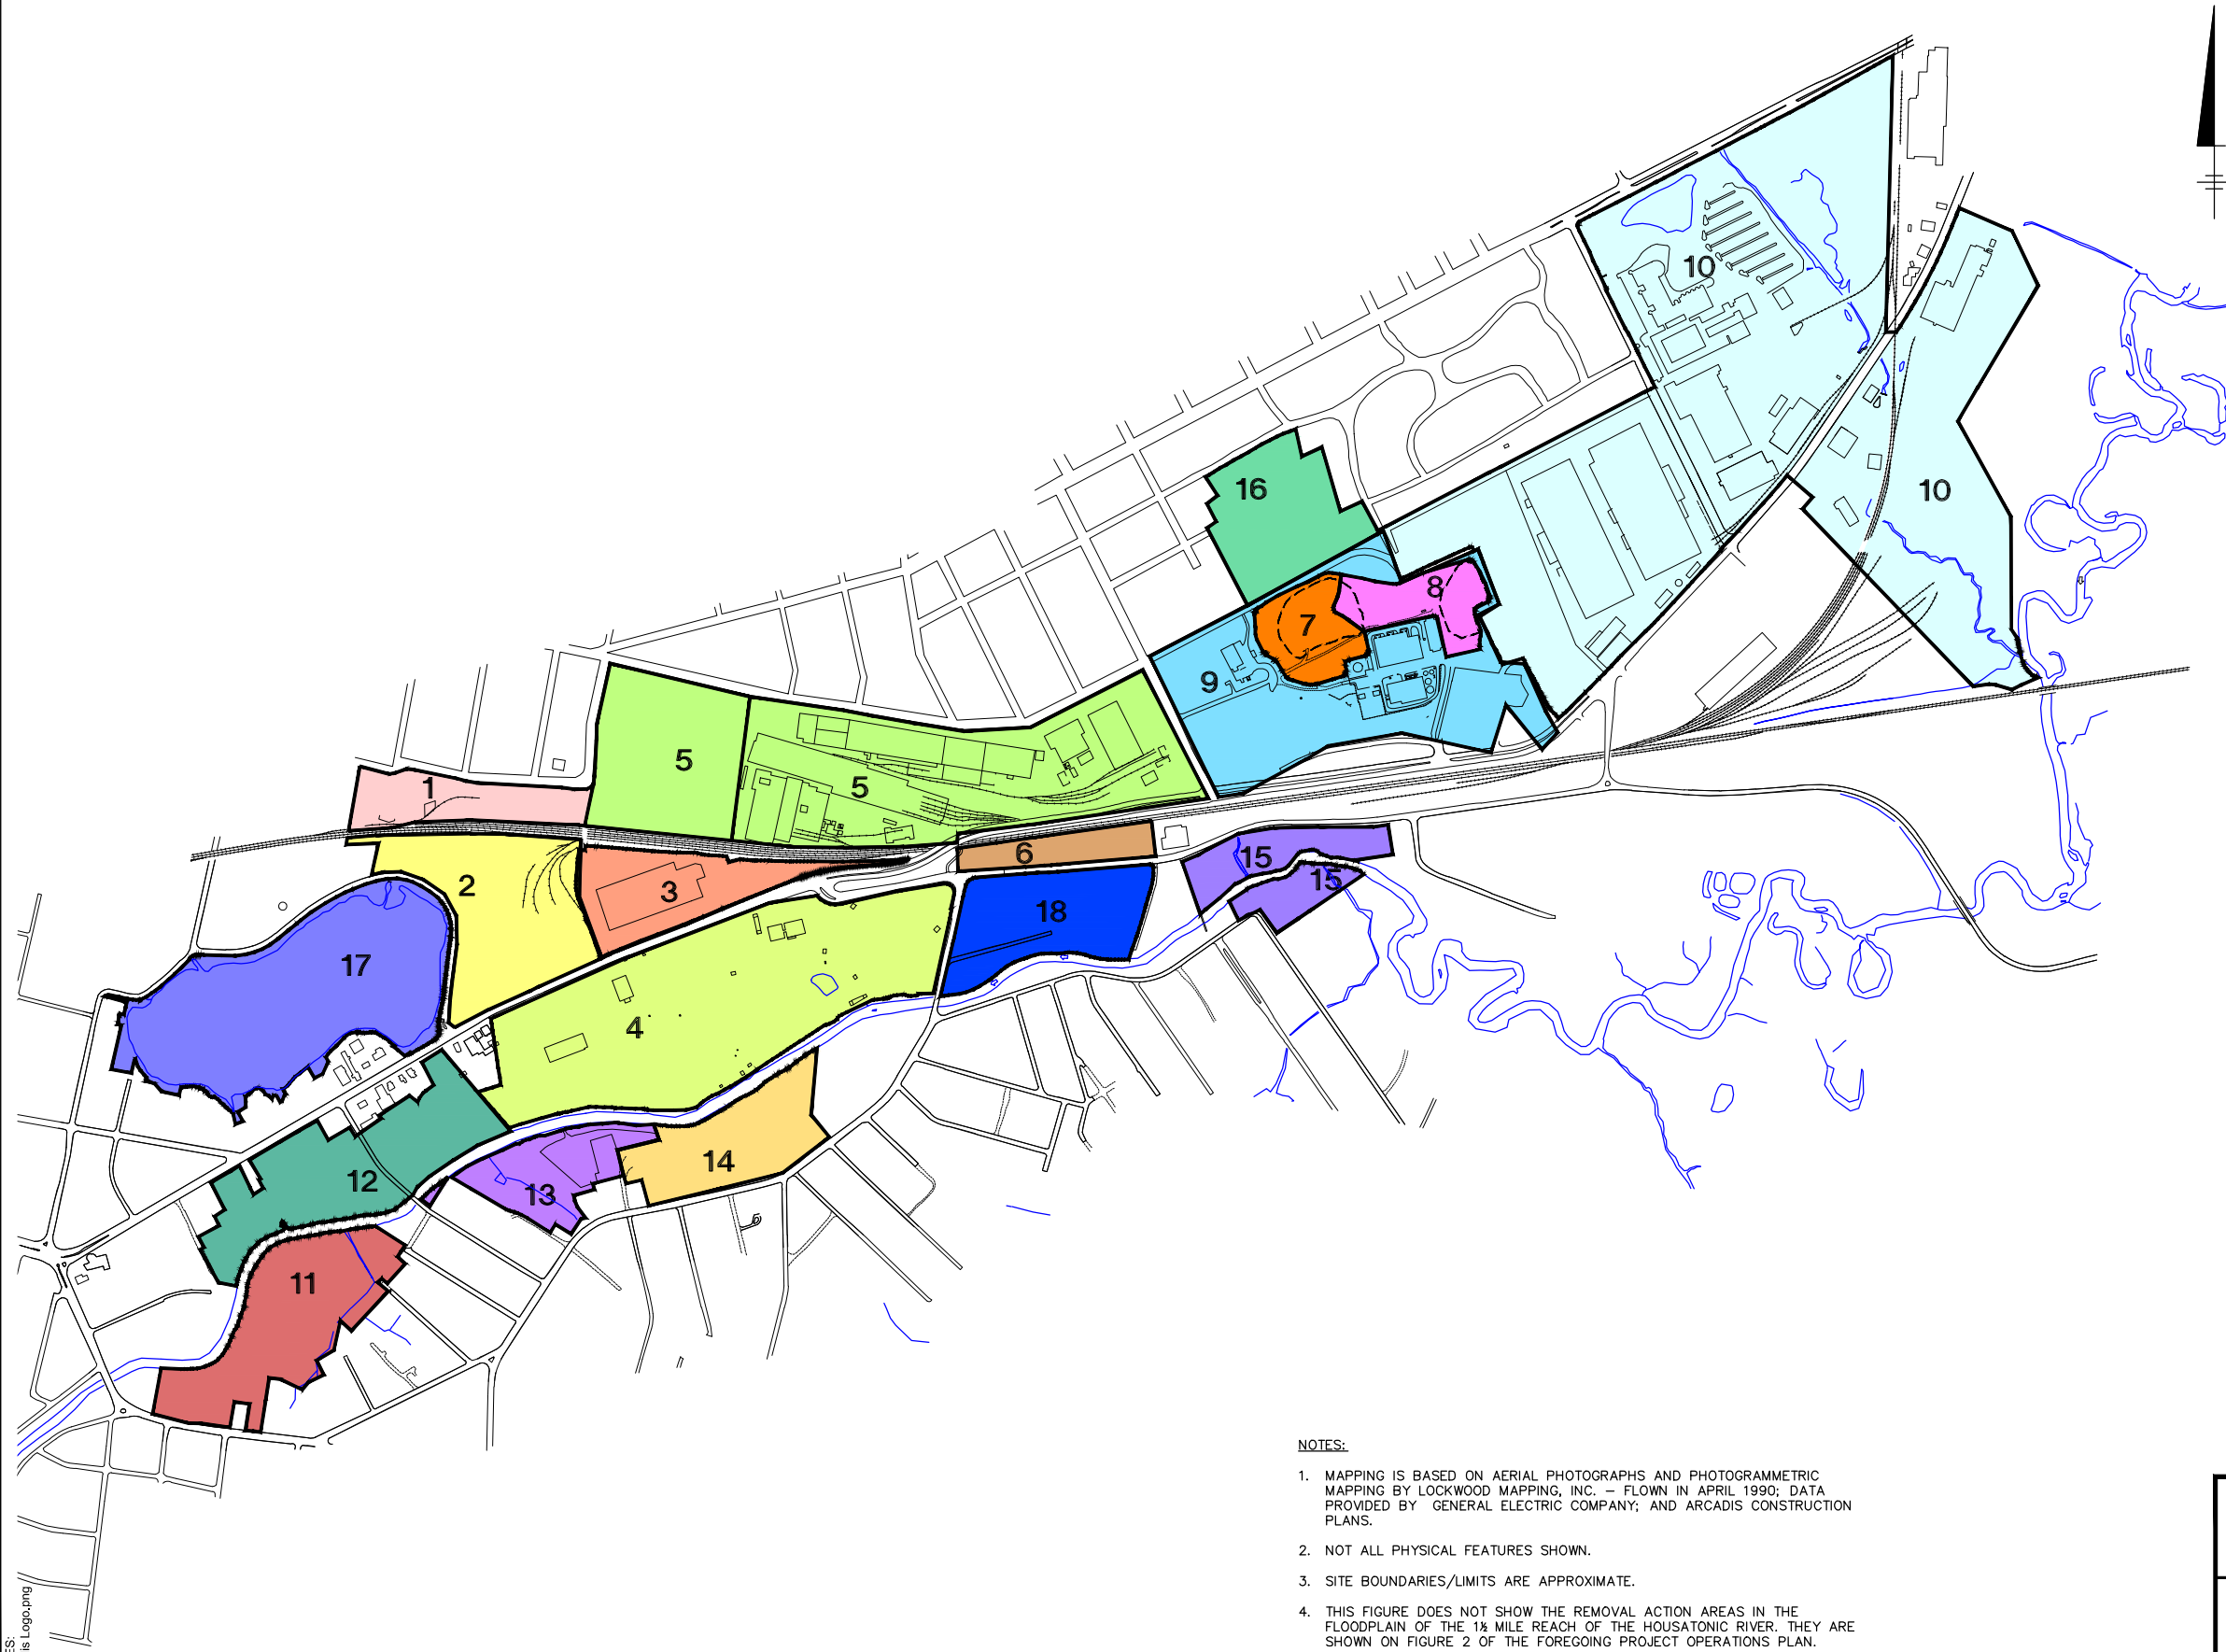 10
16
10
8
7
9
5
5
1
6
15
15
2
3
18
17
4
14
12
13
11
NOTES:
1. MAPPING IS BASED ON AERIAL PHOTOGRAPHS AND PHOTOGRAMMETRIC
MAPPING BY LOCKWOOD MAPPING, INC. – FLOWN IN APRIL 1990; DATA
PROVIDED BY GENERAL ELECTRIC COMPANY; AND ARCADIS CONSTRUCTION
PLANS.
2. NOT ALL PHYSICAL FEATURES SHOWN.
3. SITE BOUNDARIES/LIMITS ARE APPROXIMATE.
4. THIS FIGURE DOES NOT SHOW THE REMOVAL ACTION AREAS IN THE
FLOODPLAIN OF THE 1½ MILE REACH OF THE HOUSATONIC RIVER. THEY ARE
SHOWN ON FIGURE 2 OF THE FOREGOING PROJECT OPERATIONS PLAN.
ES:
is Logo.png